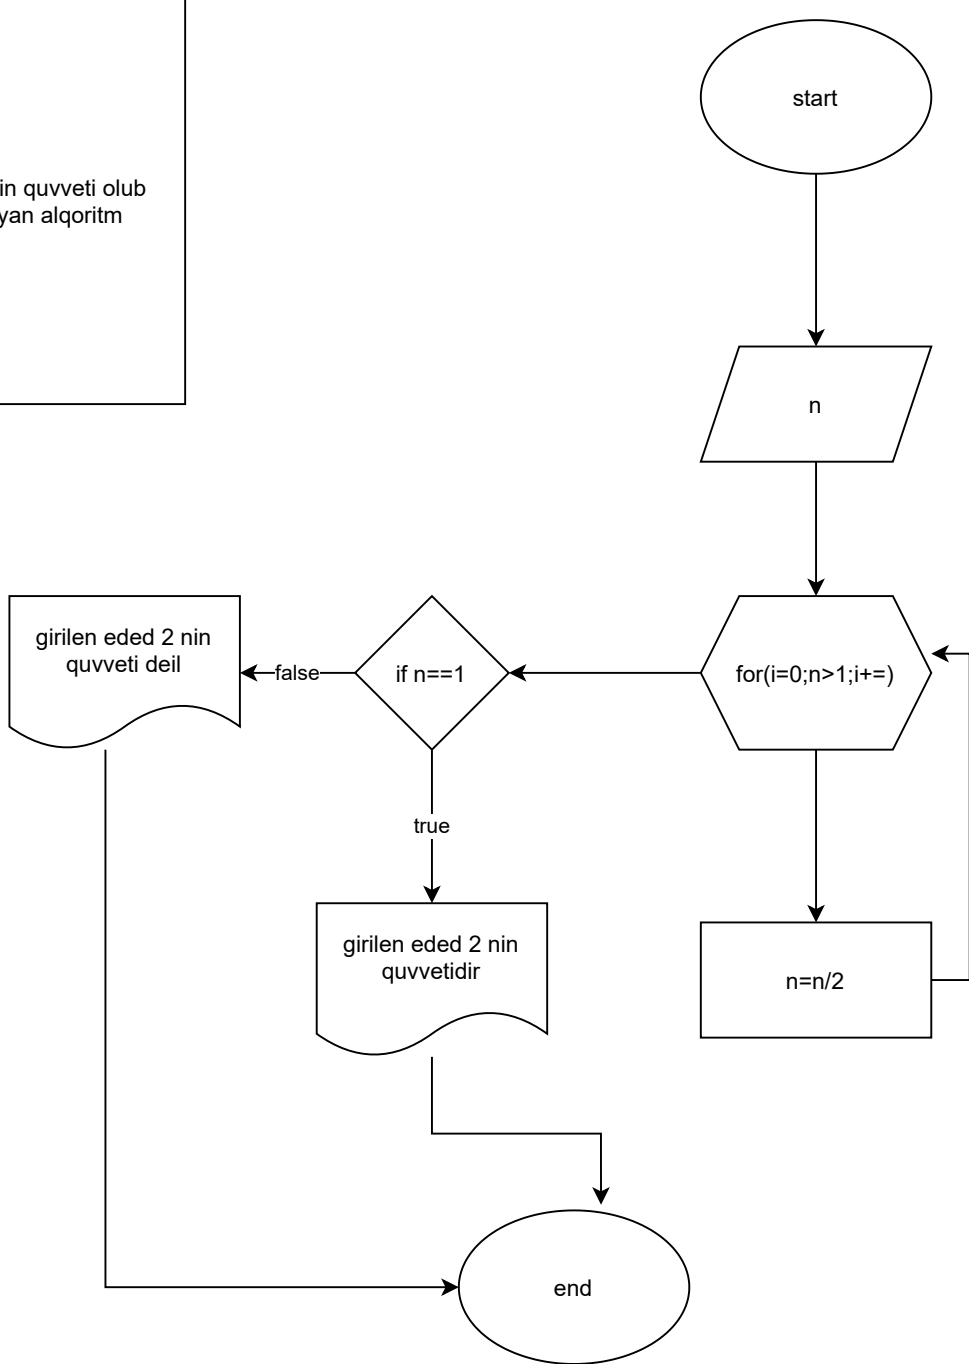 start
in quvveti olub
yan alqoritm
n
girilen eded 2 nin
quvveti deil
false
if n==1
for(i=0;n>1;i+=)
true
girilen eded 2 nin
quvvetidir
n=n/2
end